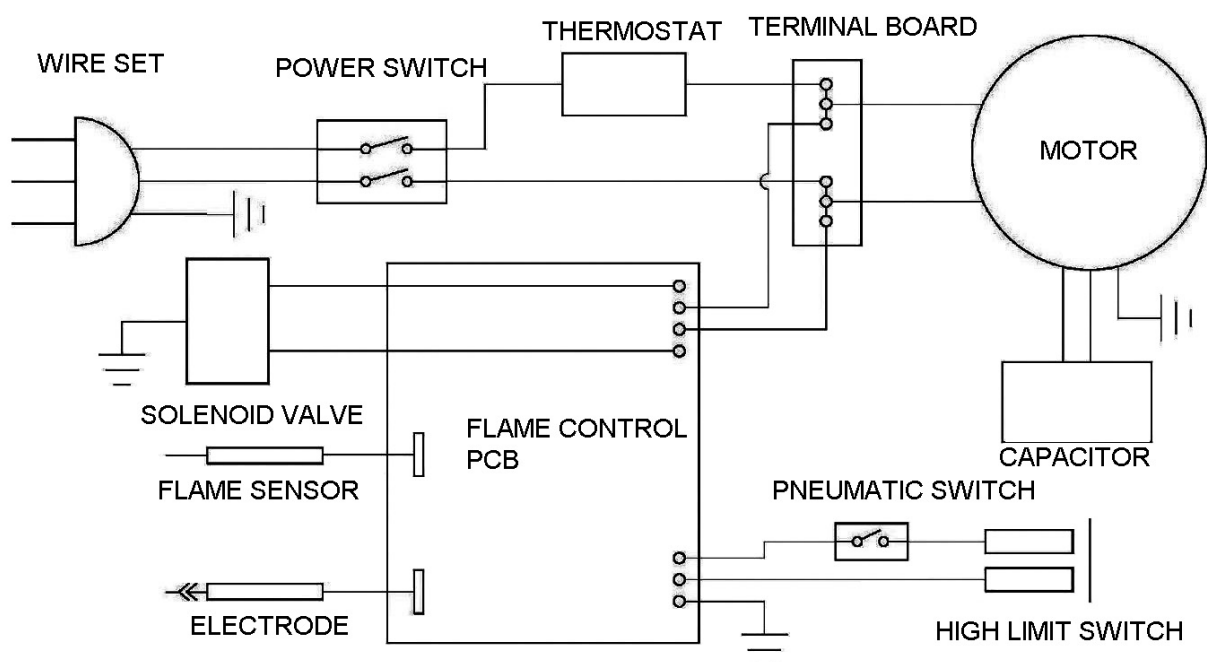 THERMOSTAT
TERMINAL BOARD
WIRE SET
POWER SWITCH
MOTOR
SOLENOID VALVE
FLAME CONTROL
PCB
CAPACITOR
FLAME SENSOR
PNEUMATIC SWITCH
ELECTRODE
HIGH LIMIT SWITCH